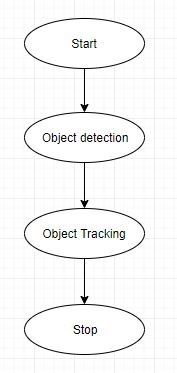 Start
Object detection
Object Tracking
Stop